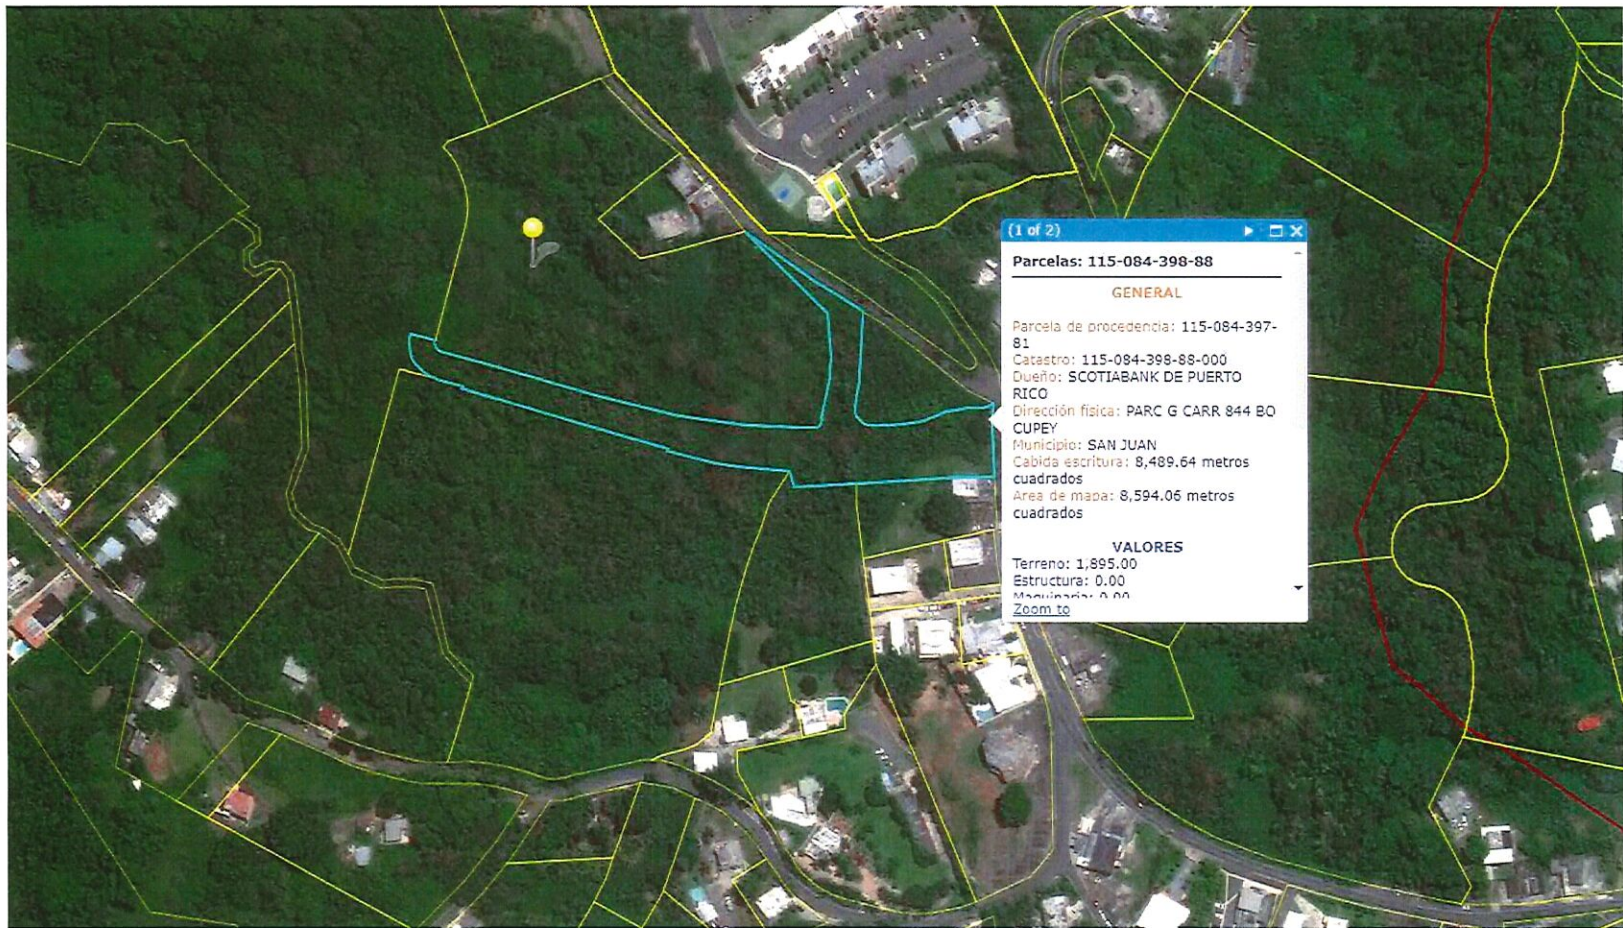 (1 of 2)
Parcelas: 115-084-398-88
GENERAL
Parcela de procedencia: 115-084-397-
81
Catastro: 115-084-398-88-000
Dueño: SCOTIABANK DE PUERTO
RICO
Dirección física: PARC G CARR 844 BO
CUPEY
Municipio: SAN JUAN
Cabida escritura: 8,489.64 metros
cuadrados
Area de mapa: 8,594.06 metros
cuadrados
VALORES
Terreno: 1,895.00
Estructura: 0.00
Maquinaria: 0.00
Zoom to